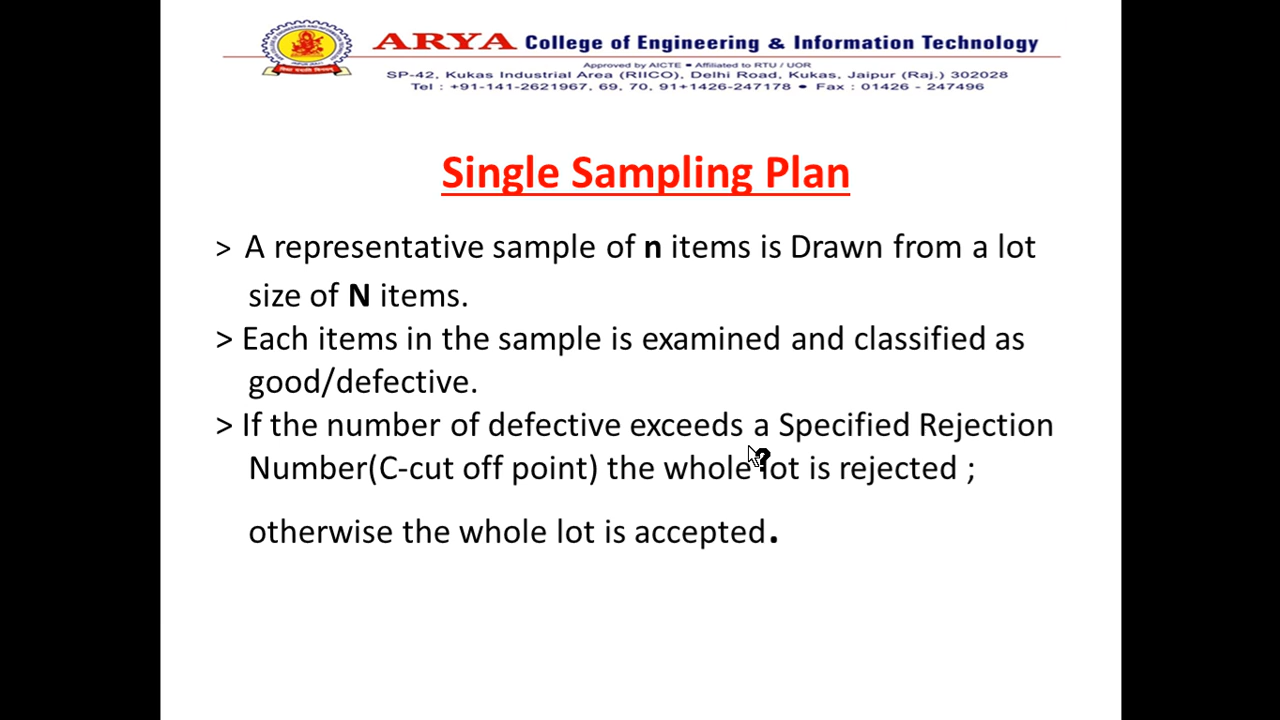 ARYA College of Engineering & Information Technology
Approved by AICTE ● Affiliated to RTU / UOR
SP-42, Kukas Industrial Area (RIICO), Delhi Road, Kukas, Jaipur (Raj.) 302028
Tel : +91-141-2621967, 69, 70, 91+1426-247178 ● Fax : 01426 - 247496
Single Sampling Plan
> A representative sample of n items is Drawn from a lot
size of N items.
> Each items in the sample is examined and classified as
good/defective.
> If the number of defective exceeds a Specified Rejection
Number(C-cut off point) the whole lot is rejected ;
otherwise the whole lot is accepted.